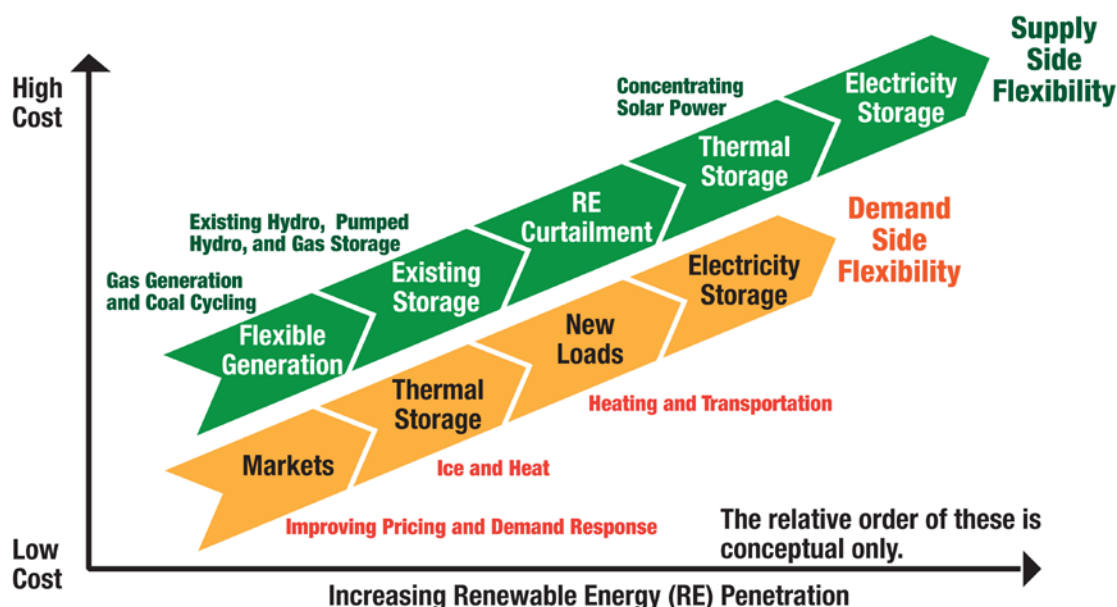 Supply
Side
Flexibility
High
Cost
Concentrating
Solar Power
Electricity
Storage
Thermal
Storage
RE
Curtailment
Existing Hydro, Pumped
Hydro, and Gas Storage
Existing
Storage
Gas Generation
and Coal Cycling
Flexible
Generation
Demand
Side
Flexibility
Electricity
Storage
New
Loads
Heating and Transportation
Thermal
Storage
Ice and Heat
Markets
Improving Pricing and Demand Response
The relative order of these is
conceptual only.
Low
Cost
Increasing Renewable Energy (RE) Penetration